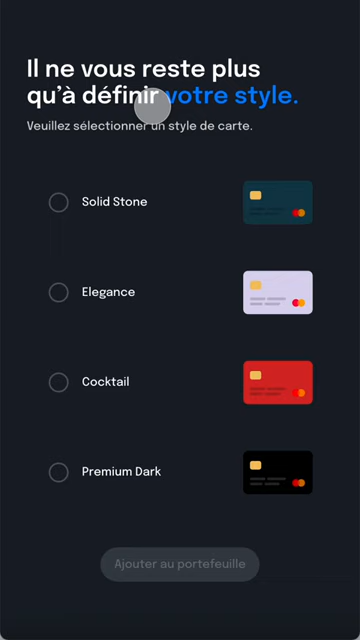 Il ne vous reste plus
qu’à définir votre style.
Veuillez sélectionner un style de carte.
Solid Stone
Elegance
Cocktail
Premium Dark
Ajouter au portefeuille